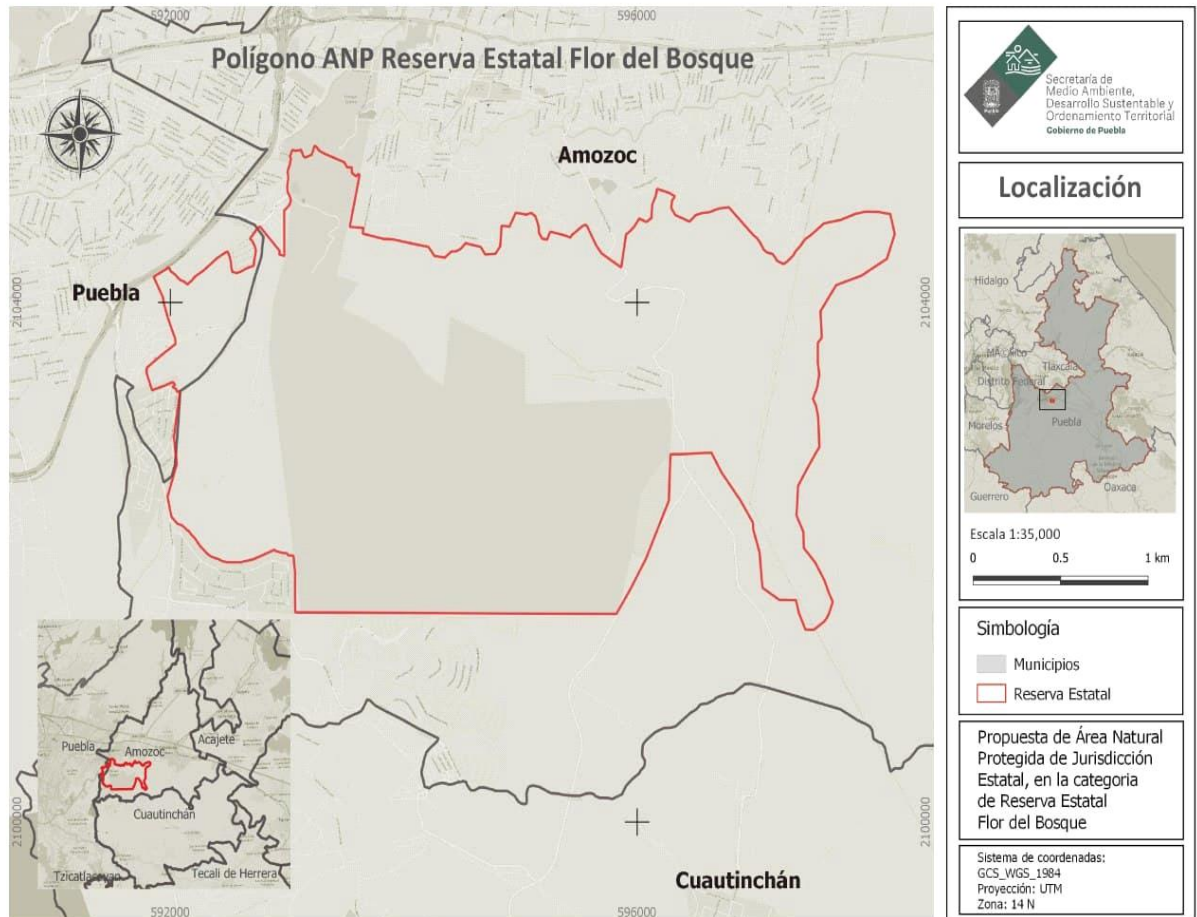 592000
596000
Polígono ANP Reserva Estatal Flor del Bosque
Amozoc
Puebla
2104000
2104000
2100000
2100000
Cuautinchán
592000
596000
Puebla
Amozoc
Acajete
Cuautinchán
Tecali de Herrera
Secretaría de
Medio Ambiente,
Desarrollo Sustentable y
Ordenamiento Territorial
Gobierno de Puebla
Localización
Hidalgo
Tlaxcala
Distrito Federal
Morelos
Puebla
Guerrero
Oaxaca
Escala 1:35,000
0 0.5 1 km
Simbología
Municipios
Reserva Estatal
Propuesta de Área Natural
Protegida de Jurisdicción
Estatal, en la categoria
de Reserva Estatal
Flor del Bosque
Sistema de coordenadas:
GCS_WGS_1984
Proyección: UTM
Zona: 14 N